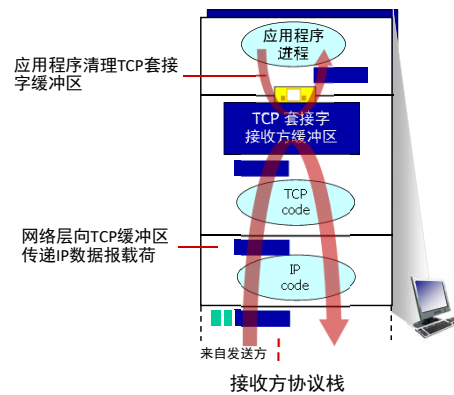 应用程序
进程
应用程序清理TCP套接
字缓冲区
TCP 套接字
接收方缓冲区
TCP
code
网络层向TCP缓冲区
传递IP数据报载荷
IP
code
来自发送方
接收方协议栈